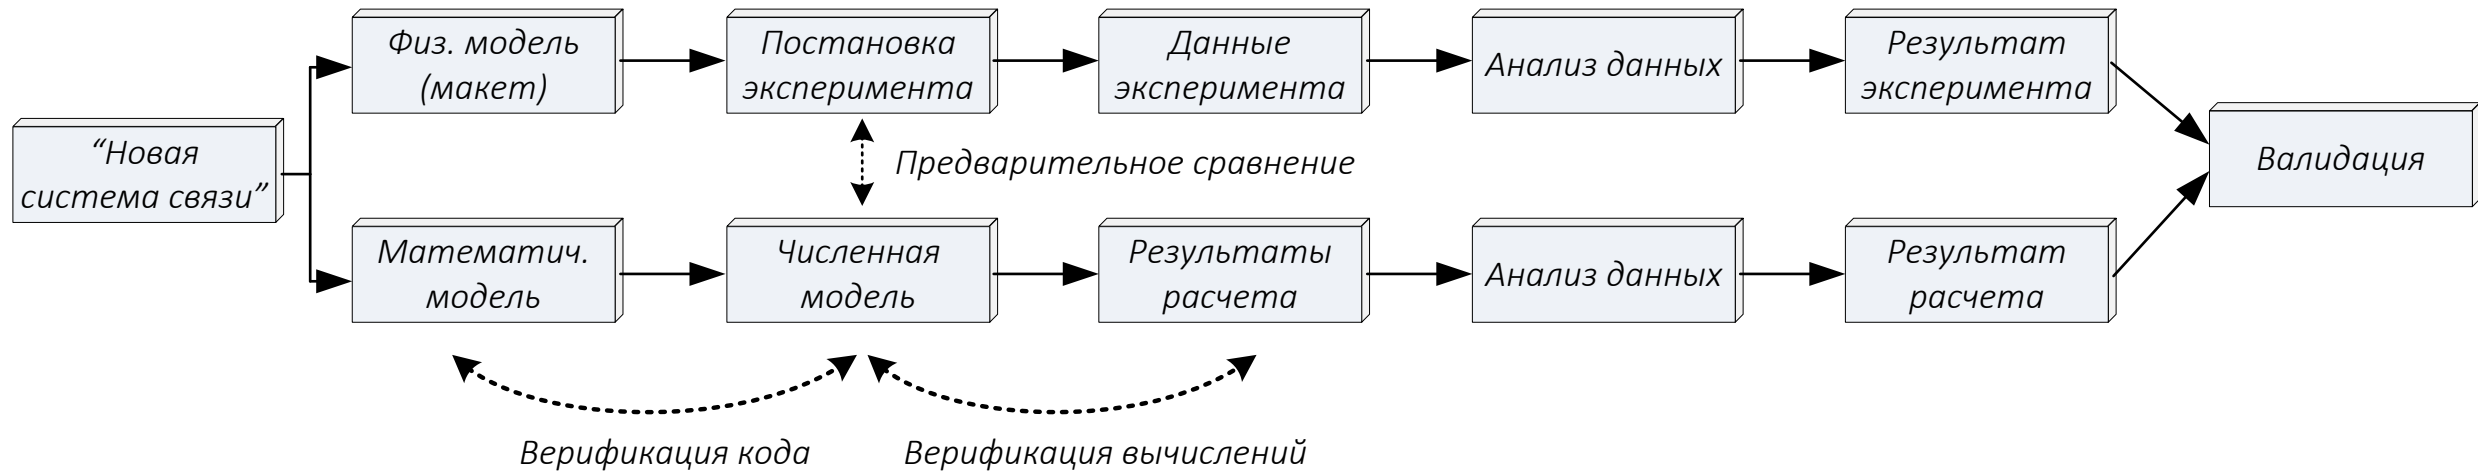 “Новая
система связи”
Физ. модель
(макет)
Постановка
эксперимента
Данные
эксперимента
Анализ данных
Результат
эксперимента
Предварительное сравнение
Валидация
Математич.
модель
Численная
модель
Результаты
расчета
Анализ данных
Результат
расчета
Верификация кода
Верификация вычислений